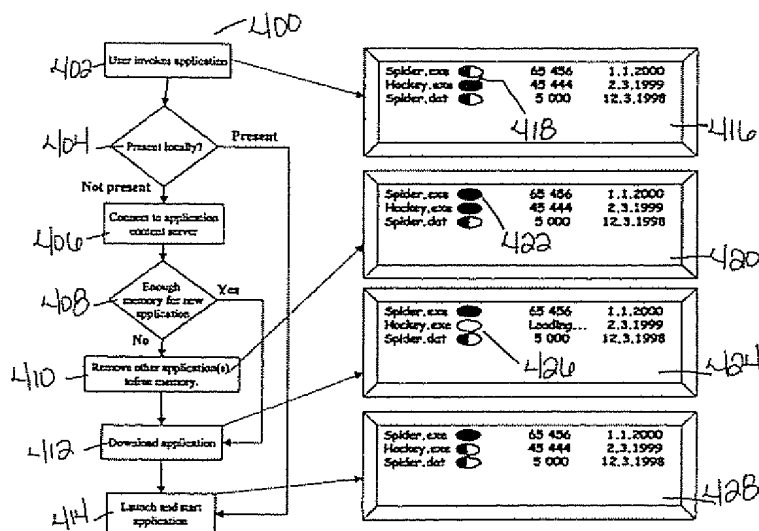 400
402
User invokes application
404
Present locally?
Present
Not present
406
Connect to application
content server
408
Enough
memory for new
application
Yes
No
410
Remove other application(s)
to free memory.
412
Download application
414
Launch and start
application
Spider.exe 65 456 1.1.2000
Hockey.exe 45 444 2.3.1999
Spider.dat 5 000 12.3.1998
418
416
Spider.exe 65 456 1.1.2000
Hockey.exe 45 444 2.3.1999
Spider.dat 5 000 12.3.1998
422
420
Spider.exe 65 456 1.1.2000
Hockey.exe Loading... 2.3.1999
Spider.dat 5 000 12.3.1998
426
424
Spider.exe 65 456 1.1.2000
Hockey.exe 45 444 2.3.1999
Spider.dat 5 000 12.3.1998
428